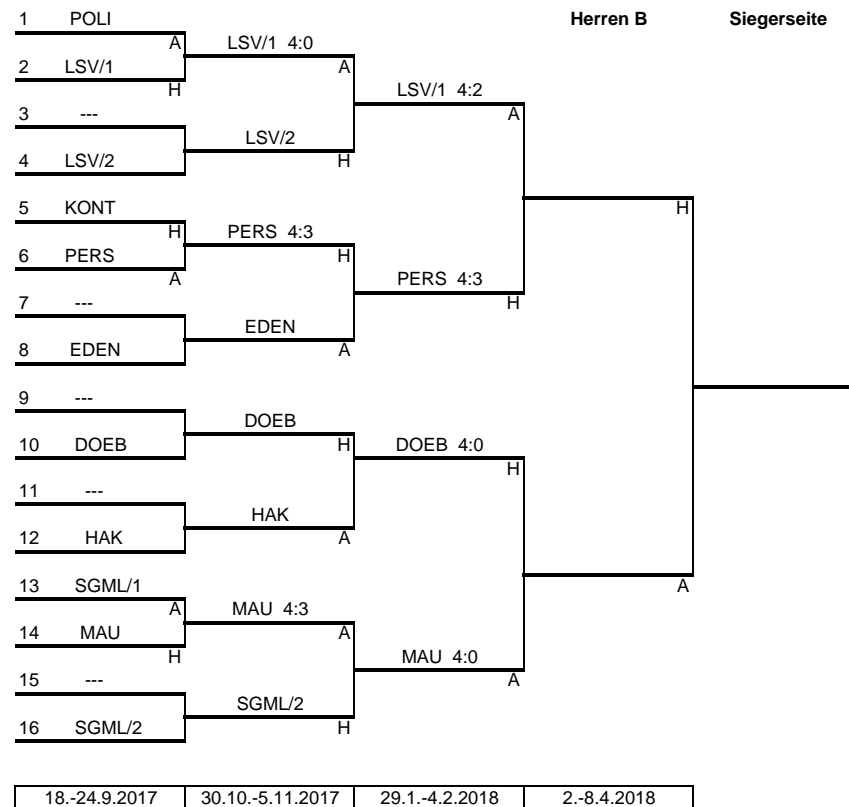 1 POLI Herren B Siegerseite
A LSV/1 4:0
2 LSV/1 A
H LSV/1 4:2
3 --- A
LSV/2
4 LSV/2 H
5 KONT H
H PERS 4:3
6 PERS H
A PERS 4:3
7 --- H
EDEN
8 EDEN A
9 ---
DOEB
10 DOEB H DOEB 4:0
H
11 ---
HAK
12 HAK A
13 SGML/1 A
A MAU 4:3
14 MAU A
H MAU 4:0
15 --- A
SGML/2
16 SGML/2 H
18.-24.9.2017 30.10.-5.11.2017 29.1.-4.2.2018 2.-8.4.2018